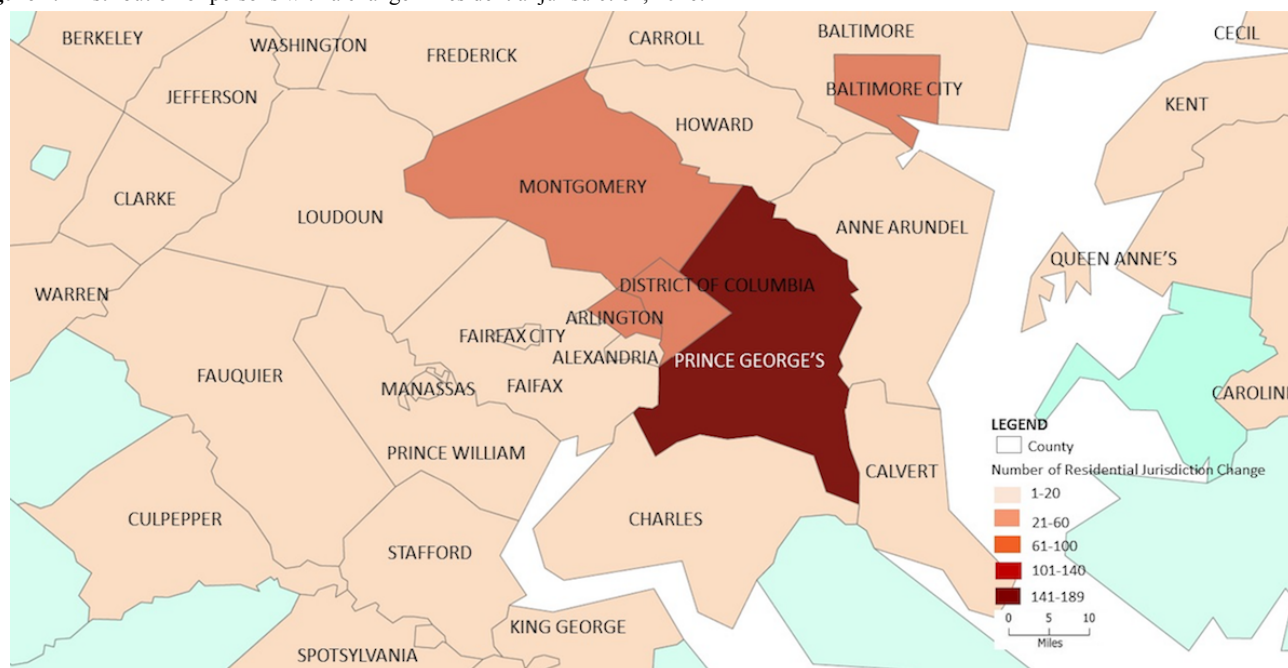 BERKELEY
WASHINGTON
FREDERICK
CARROLL
BALTIMORE
CECIL
JEFFERSON
BALTIMORE CITY
KENT
HOWARD
CLARKE
MONTGOMERY
LOUDOUN
ANNE ARUNDEL
QUEEN ANNE'S
WARREN
DISTRICT OF COLUMBIA
ARLINGTON
FAIRFAX CITY
ALEXANDRIA
PRINCE GEORGE'S
FAUQUIER
MANASSAS
FAIFAX
CAROLINE
PRINCE WILLIAM
CALVERT
CULPEPPER
STAFFORD
CHARLES
KING GEORGE
SPOTSYLVANIA
LEGEND
County
Number of Residential Jurisdiction Change
1-20
21-60
61-100
101-140
141-189
0 5 10
Miles